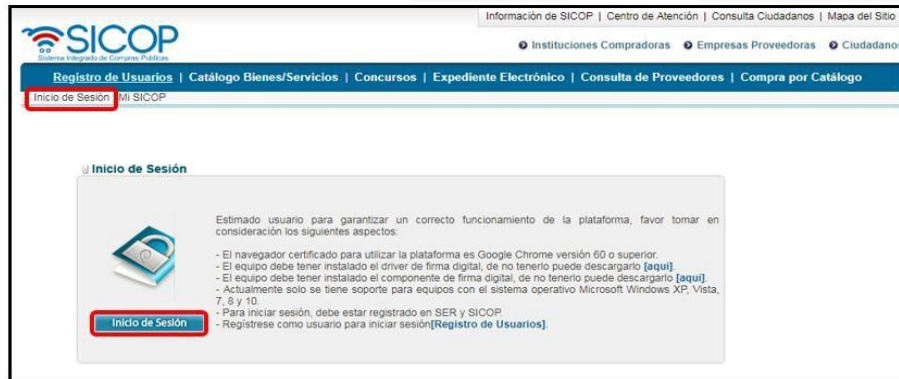 Información de SICOP | Centro de Atención | Consulta Ciudadanos | Mapa del Sitio
SICOP
Sistema Integrado de Compras Públicas
Instituciones Compradoras Empresas Proveedoras Ciudadano
Registro de Usuarios | Catálogo Bienes/Servicios | Concursos | Expediente Electrónico | Consulta de Proveedores | Compra por Catálogo
Inicio de Sesión Mi SICOP
Inicio de Sesión
Estimado usuario para garantizar un correcto funcionamiento de la plataforma, favor tomar en
consideración los siguientes aspectos:
- El navegador certificado para utilizar la plataforma es Google Chrome versión 60 o superior.
- El equipo debe tener instalado el driver de firma digital, de no tenerlo puede descargarlo [aquí].
- El equipo debe tener instalado el componente de firma digital, de no tenerlo puede descargarlo [aquí].
- Actualmente solo se tiene soporte para equipos con el sistema operativo Microsoft Windows XP, Vista,
7, 8 y 10.
- Para iniciar sesión, debe estar registrado en SER y SICOP.
- Regístrese como usuario para iniciar sesión[Registro de Usuarios].
Inicio de Sesión